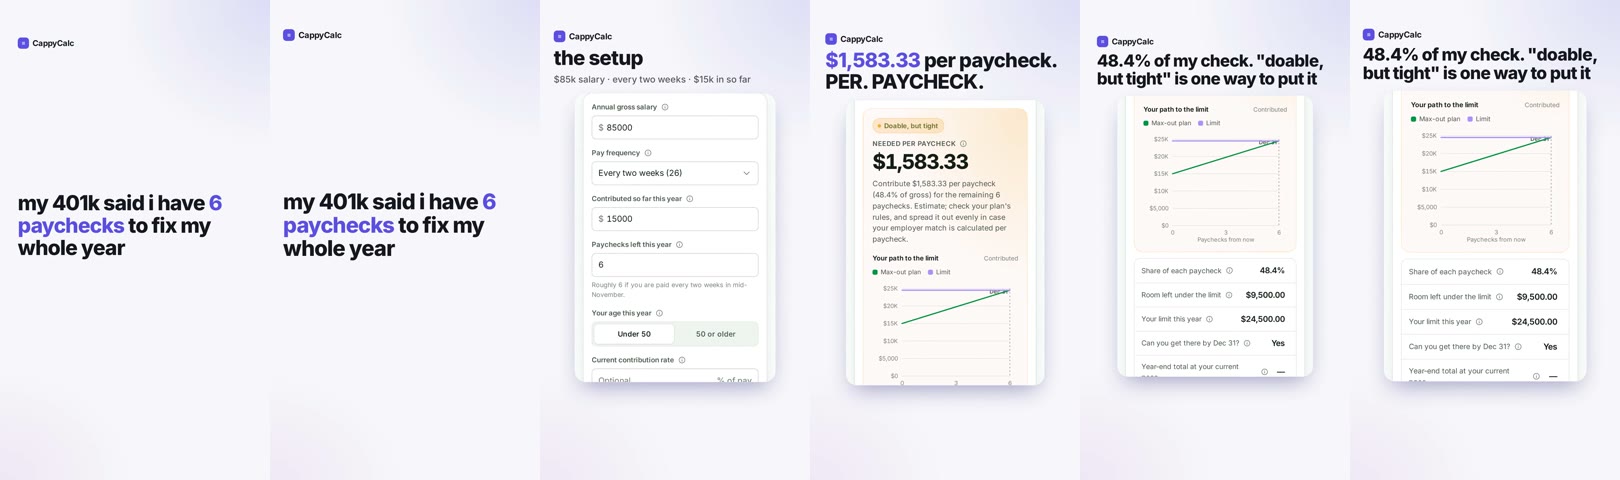 CappyCalc
my 401k said i have 6
paychecks to fix my
whole year
CappyCalc
my 401k said i have 6
paychecks to fix my
whole year
CappyCalc
the setup
$85k salary · every two weeks · $15k in so far
Annual gross salary
$ 85000
Pay frequency
Every two weeks (26)
Contributed so far this year
$ 15000
Paychecks left this year
6
Roughly 6 if you are paid every two weeks in mid-
November.
Your age this year
Under 50 50 or older
Current contribution rate
Optional % of pay
CappyCalc
$1,583.33 per paycheck.
PER. PAYCHECK.
Doable, but tight
NEEDED PER PAYCHECK
$1,583.33
Contribute $1,583.33 per paycheck
(48.4% of gross) for the remaining 6
paychecks. Estimate; check your plan's
rules, and spread it out evenly in case
your employer match is calculated per
paycheck.
Your path to the limit Contributed
Max-out plan Limit
$25K
Dec 31
$20K
$15K
$10K
$5,000
$0
0 3 6
CappyCalc
48.4% of my check. "doable,
but tight" is one way to put it
Your path to the limit Contributed
Max-out plan Limit
$25K
Dec 31
$20K
$15K
$10K
$5,000
$0
0 3 6
Paychecks from now
Share of each paycheck 48.4%
Room left under the limit $9,500.00
Your limit this year $24,500.00
Can you get there by Dec 31? Yes
Year-end total at your current —
CappyCalc
48.4% of my check. "doable,
but tight" is one way to put it
Your path to the limit Contributed
Max-out plan Limit
$25K
Dec 31
$20K
$15K
$10K
$5,000
$0
0 3 6
Paychecks from now
Share of each paycheck 48.4%
Room left under the limit $9,500.00
Your limit this year $24,500.00
Can you get there by Dec 31? Yes
Year-end total at your current —